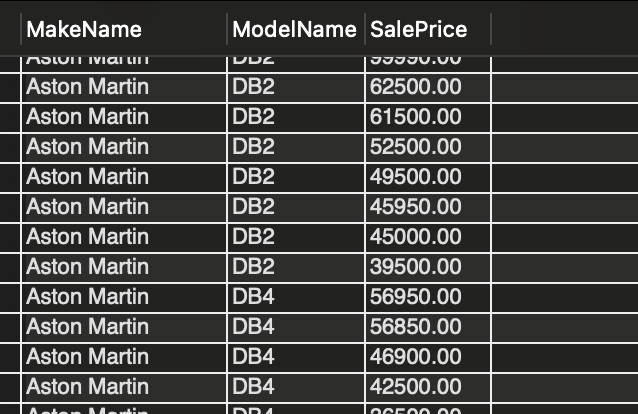 MakeName ModelName SalePrice
Aston Martin DB2 99990.00
Aston Martin DB2 62500.00
Aston Martin DB2 61500.00
Aston Martin DB2 52500.00
Aston Martin DB2 49500.00
Aston Martin DB2 45950.00
Aston Martin DB2 45000.00
Aston Martin DB2 39500.00
Aston Martin DB4 56950.00
Aston Martin DB4 56850.00
Aston Martin DB4 46900.00
Aston Martin DB4 42500.00
Aston Martin DB4